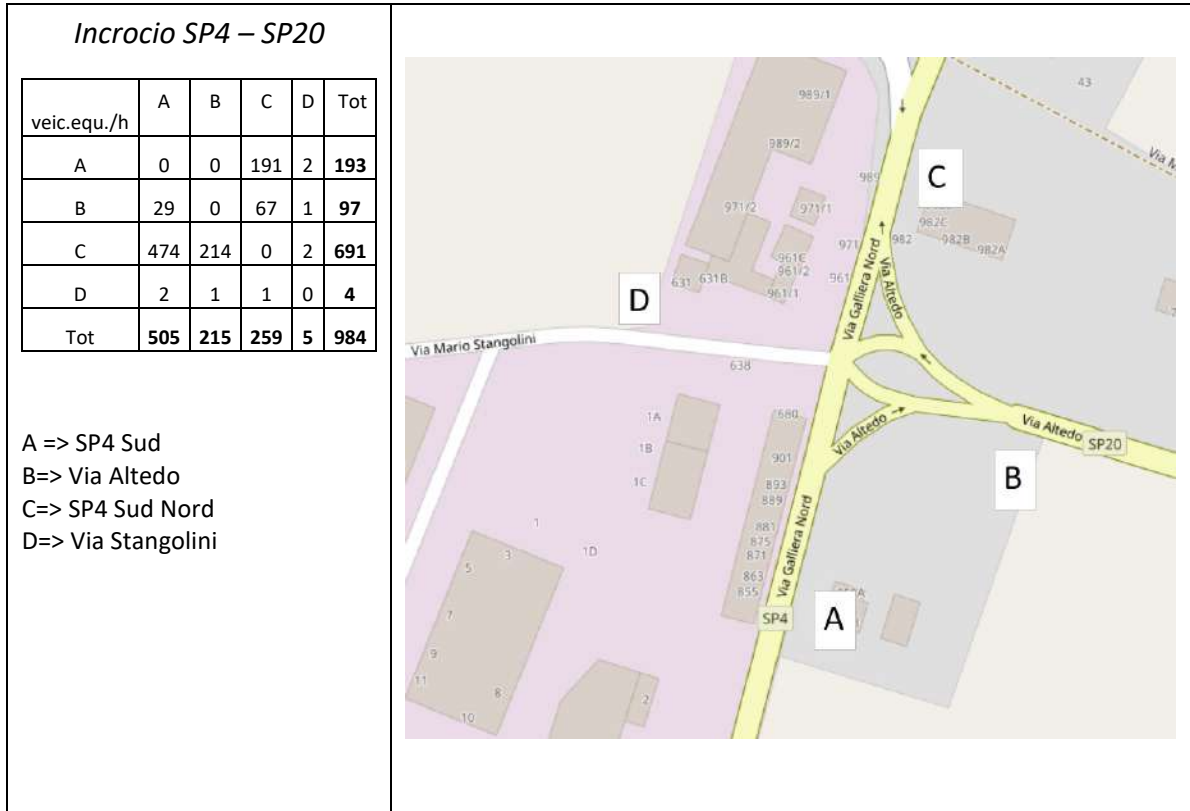 Incrocio SP4 – SP20
veic.equ./h A B C D Tot
A 0 0 191 2 193
B 29 0 67 1 97
C 474 214 0 2 691
D 2 1 1 0 4
Tot 505 215 259 5 984
A => SP4 Sud
B=> Via Altedo
C=> SP4 Sud Nord
D=> Via Stangolini
43
989/1
989/2
Via
989
C
971/2
971/1
982C
982B
982A
971
982
961C
961/2
961
961/1
631
631B
D
Via Galliera Nord
Via Altedo
Via Mario Stangolini
638
1A
680
Via Altedo
Via Altedo
SP20
1B
901
B
1C
893
889
881
875
871
863
855
1
1D
3
5
7
9
11
8
10
2
Via Galliera Nord
SP4
A